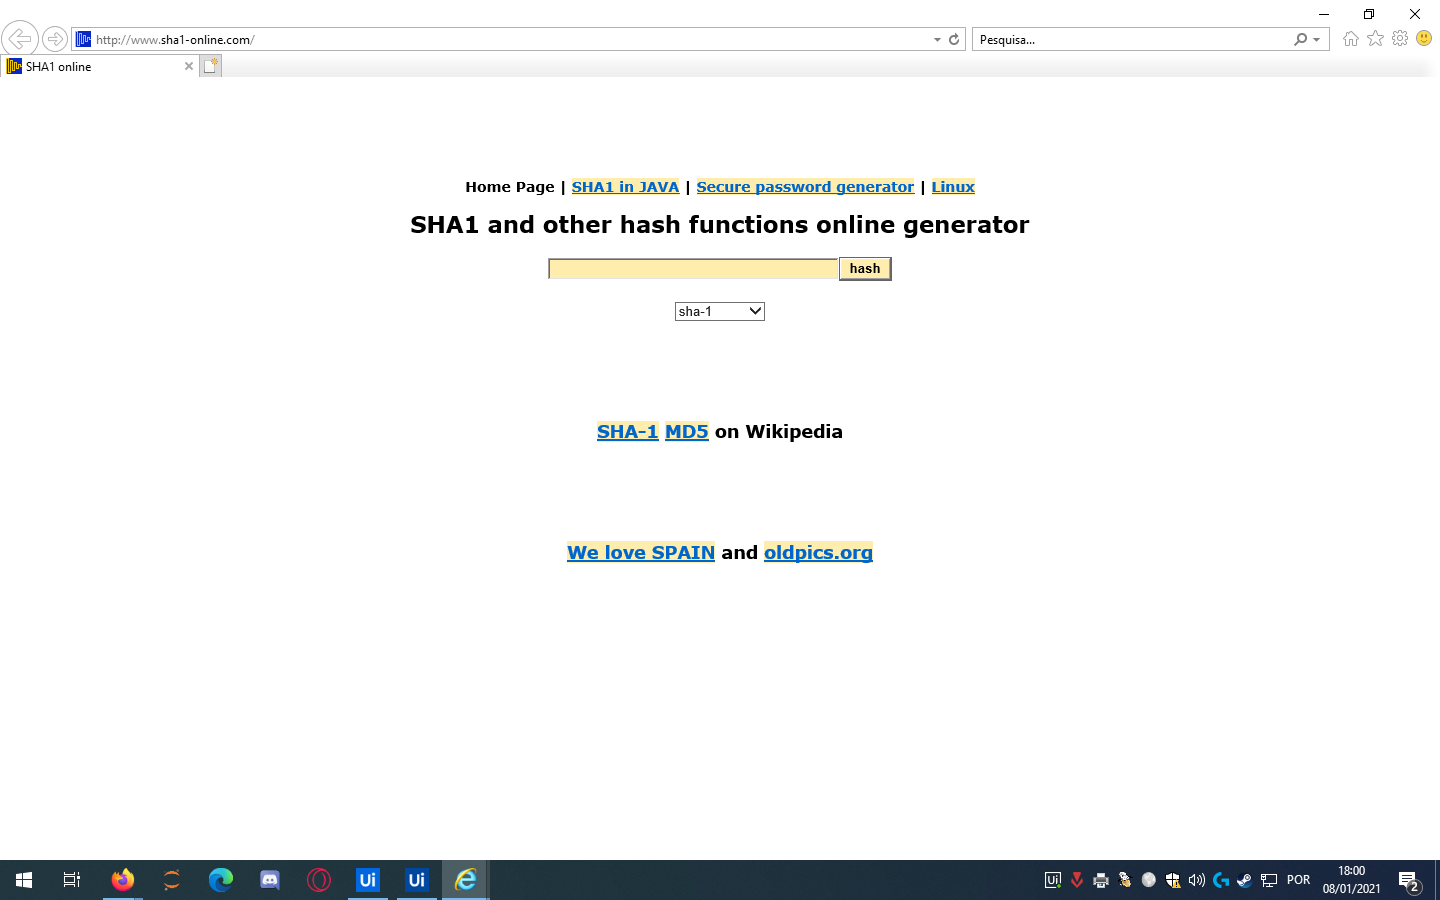 http://www.sha1-online.com/
Pesquisa...
SHA1 online
Home Page | SHA1 in JAVA | Secure password generator | Linux
SHA1 and other hash functions online generator
hash
sha-1
SHA-1 MD5 on Wikipedia
We love SPAIN and oldpics.org
Ui
Ui
Ui
POR
18:00
08/01/2021
2